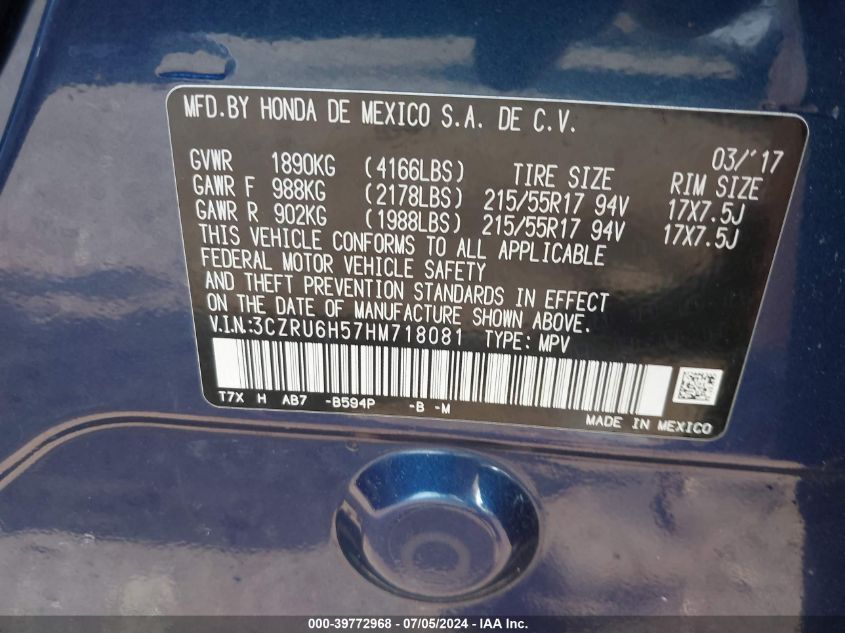 MFD.BY HONDA DE MEXICO S.A. DE C.V.
03/'17
GVWR 1890KG (4166LBS) TIRE SIZE RIM SIZE
GAWR F 988KG (2178LBS) 215/55R17 94V 17X7.5J
GAWR R 902KG (1988LBS) 215/55R17 94V 17X7.5J
THIS VEHICLE CONFORMS TO ALL APPLICABLE
FEDERAL MOTOR VEHICLE SAFETY
AND THEFT PREVENTION STANDARDS IN EFFECT
ON THE DATE OF MANUFACTURE SHOWN ABOVE.
V.I.N.:3CZRU6H57HM718081 TYPE: MPV
T7X H AB7 -B594P -B -M
MADE IN MEXICO
000-39772968 - 07/05/2024 - IAAI.com.